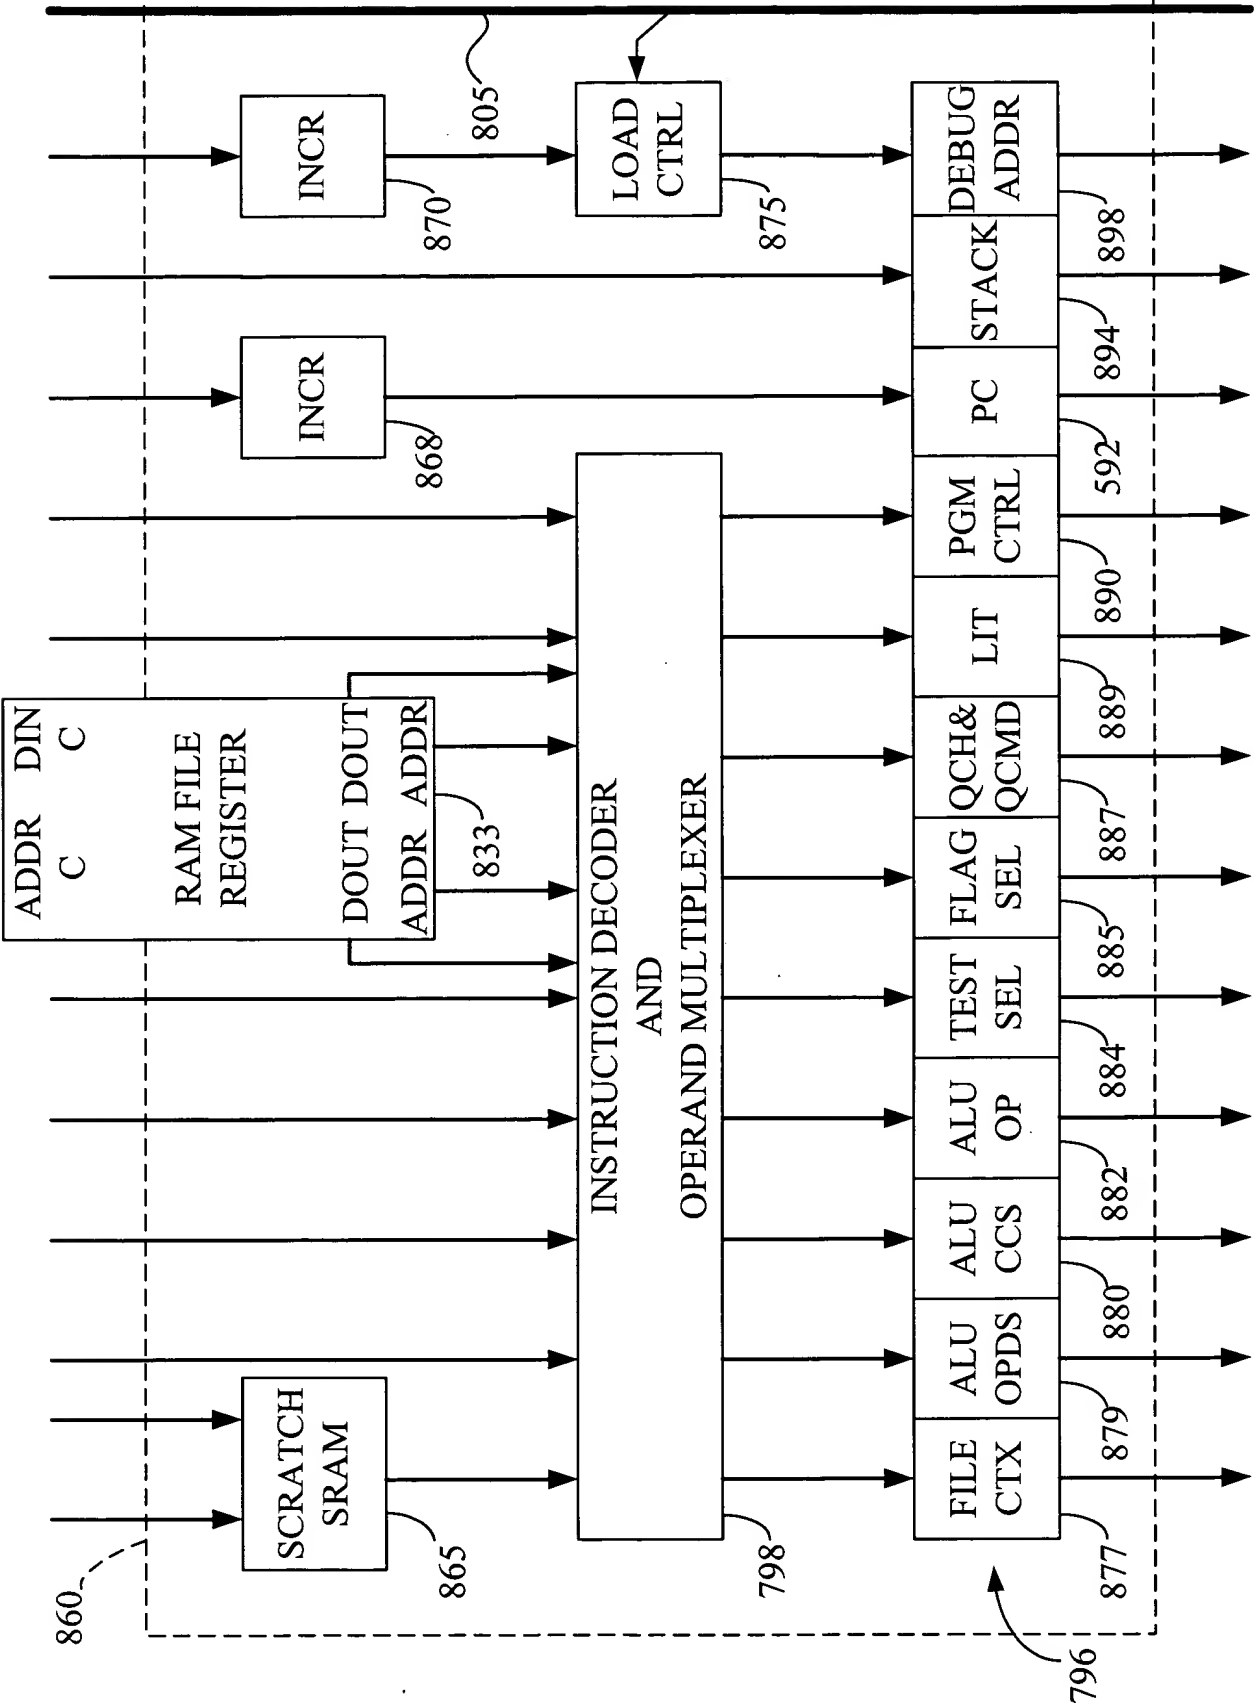 860
SCRATCH
SRAM
865
ADDR DIN
C C
RAM FILE
REGISTER
DOUT DOUT
ADDR ADDR
833
INCR
868
INCR
870
805
INSTRUCTION DECODER
AND
OPERAND MULTIPLEXER
798
LOAD
CTRL
875
796
FILE
CTX
877
ALU
OPDS
879
ALU
CCS
880
ALU
OP
882
TEST
SEL
884
FLAG
SEL
885
QCH&
QCMD
887
LIT
889
PGM
CTRL
890
PC
592
STACK
894
DEBUG
ADDR
898